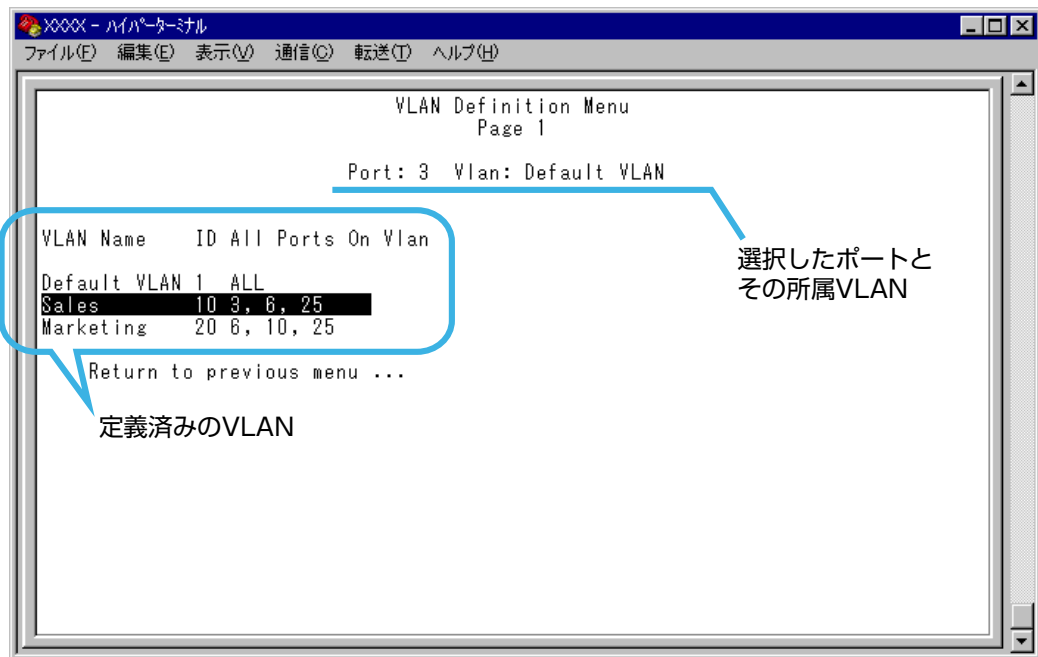 XXXX - ﾊｲﾊﾟｰﾀｰﾐﾅﾙ
ファイル(F) 編集(E) 表示(V) 通信(C) 転送(T) ヘルプ(H)
VLAN Definition Menu
Page 1
Port: 3 Vlan: Default VLAN
VLAN Name ID All Ports On Vlan
Default VLAN 1 ALL
Sales 10 3, 6, 25
Marketing 20 6, 10, 25
Return to previous menu ...
選択したポートと
その所属VLAN
定義済みのVLAN